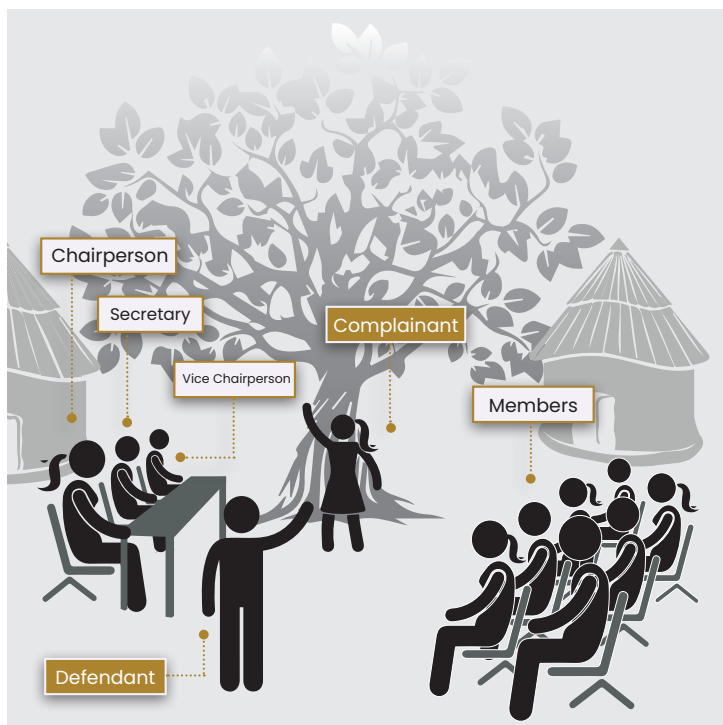 Chairperson
Secretary
Complainant
Vice Chairperson
Members
Defendant